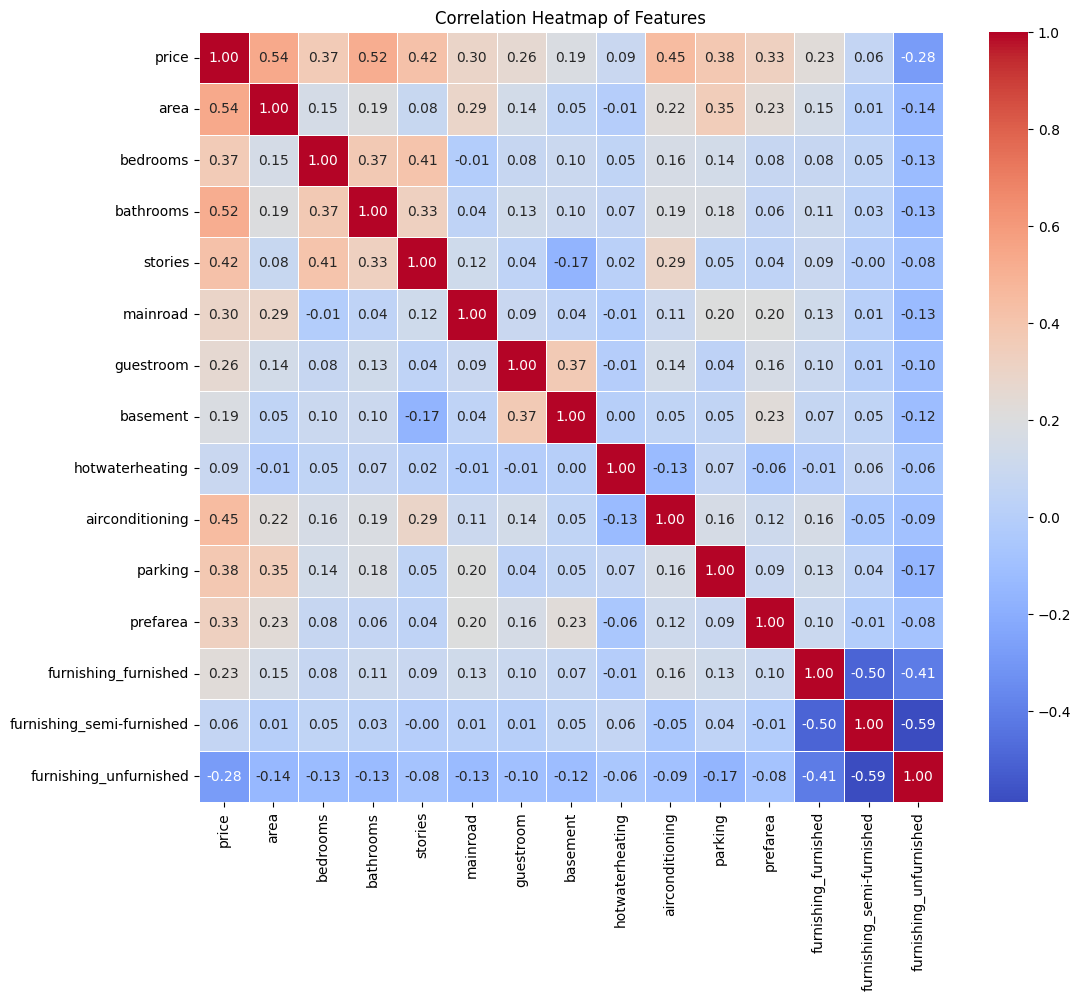 Correlation Heatmap of Features
price 1.00 0.54 0.37 0.52 0.42 0.30 0.26 0.19 0.09 0.45 0.38 0.33 0.23 0.06 -0.28
area 0.54 1.00 0.15 0.19 0.08 0.29 0.14 0.05 -0.01 0.22 0.35 0.23 0.15 0.01 -0.14
bedrooms 0.37 0.15 1.00 0.37 0.41 -0.01 0.08 0.10 0.05 0.16 0.14 0.08 0.08 0.05 -0.13
bathrooms 0.52 0.19 0.37 1.00 0.33 0.04 0.13 0.10 0.07 0.19 0.18 0.06 0.11 0.03 -0.13
stories 0.42 0.08 0.41 0.33 1.00 0.12 0.04 -0.17 0.02 0.29 0.05 0.04 0.09 -0.00 -0.08
mainroad 0.30 0.29 -0.01 0.04 0.12 1.00 0.09 0.04 -0.01 0.11 0.20 0.20 0.13 0.01 -0.13
guestroom 0.26 0.14 0.08 0.13 0.04 0.09 1.00 0.37 -0.01 0.14 0.04 0.16 0.10 0.01 -0.10
basement 0.19 0.05 0.10 0.10 -0.17 0.04 0.37 1.00 0.00 0.05 0.05 0.23 0.07 0.05 -0.12
hotwaterheating 0.09 -0.01 0.05 0.07 0.02 -0.01 -0.01 0.00 1.00 -0.13 0.07 -0.06 -0.01 0.06 -0.06
airconditioning 0.45 0.22 0.16 0.19 0.29 0.11 0.14 0.05 -0.13 1.00 0.16 0.12 0.16 -0.05 -0.09
parking 0.38 0.35 0.14 0.18 0.05 0.20 0.04 0.05 0.07 0.16 1.00 0.09 0.13 0.04 -0.17
prefarea 0.33 0.23 0.08 0.06 0.04 0.20 0.16 0.23 -0.06 0.12 0.09 1.00 0.10 -0.01 -0.08
furnishing_furnished 0.23 0.15 0.08 0.11 0.09 0.13 0.10 0.07 -0.01 0.16 0.13 0.10 1.00 -0.50 -0.41
furnishing_semi-furnished 0.06 0.01 0.05 0.03 -0.00 0.01 0.01 0.05 0.06 -0.05 0.04 -0.01 -0.50 1.00 -0.59
furnishing_unfurnished -0.28 -0.14 -0.13 -0.13 -0.08 -0.13 -0.10 -0.12 -0.06 -0.09 -0.17 -0.08 -0.41 -0.59 1.00
price
area
bedrooms
bathrooms
stories
mainroad
guestroom
basement
hotwaterheating
airconditioning
parking
prefarea
furnishing_furnished
furnishing_semi-furnished
furnishing_unfurnished
1.0
0.8
0.6
0.4
0.2
0.0
−0.2
−0.4